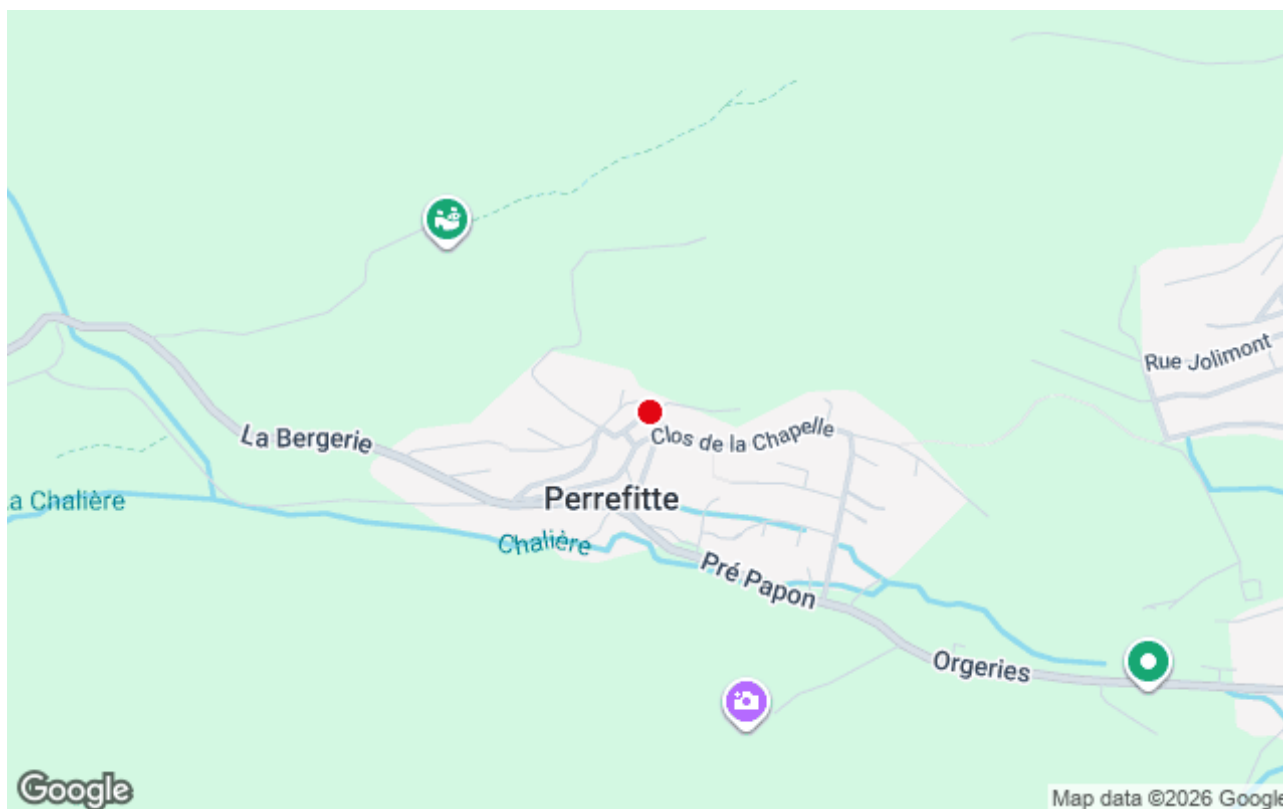 Rue Jolimont
La Bergerie
Clos de la Chapelle
a Chalière
Perrefitte
Chalière
Pré Papon
Orgeries
Google
Map data ©2026 Google